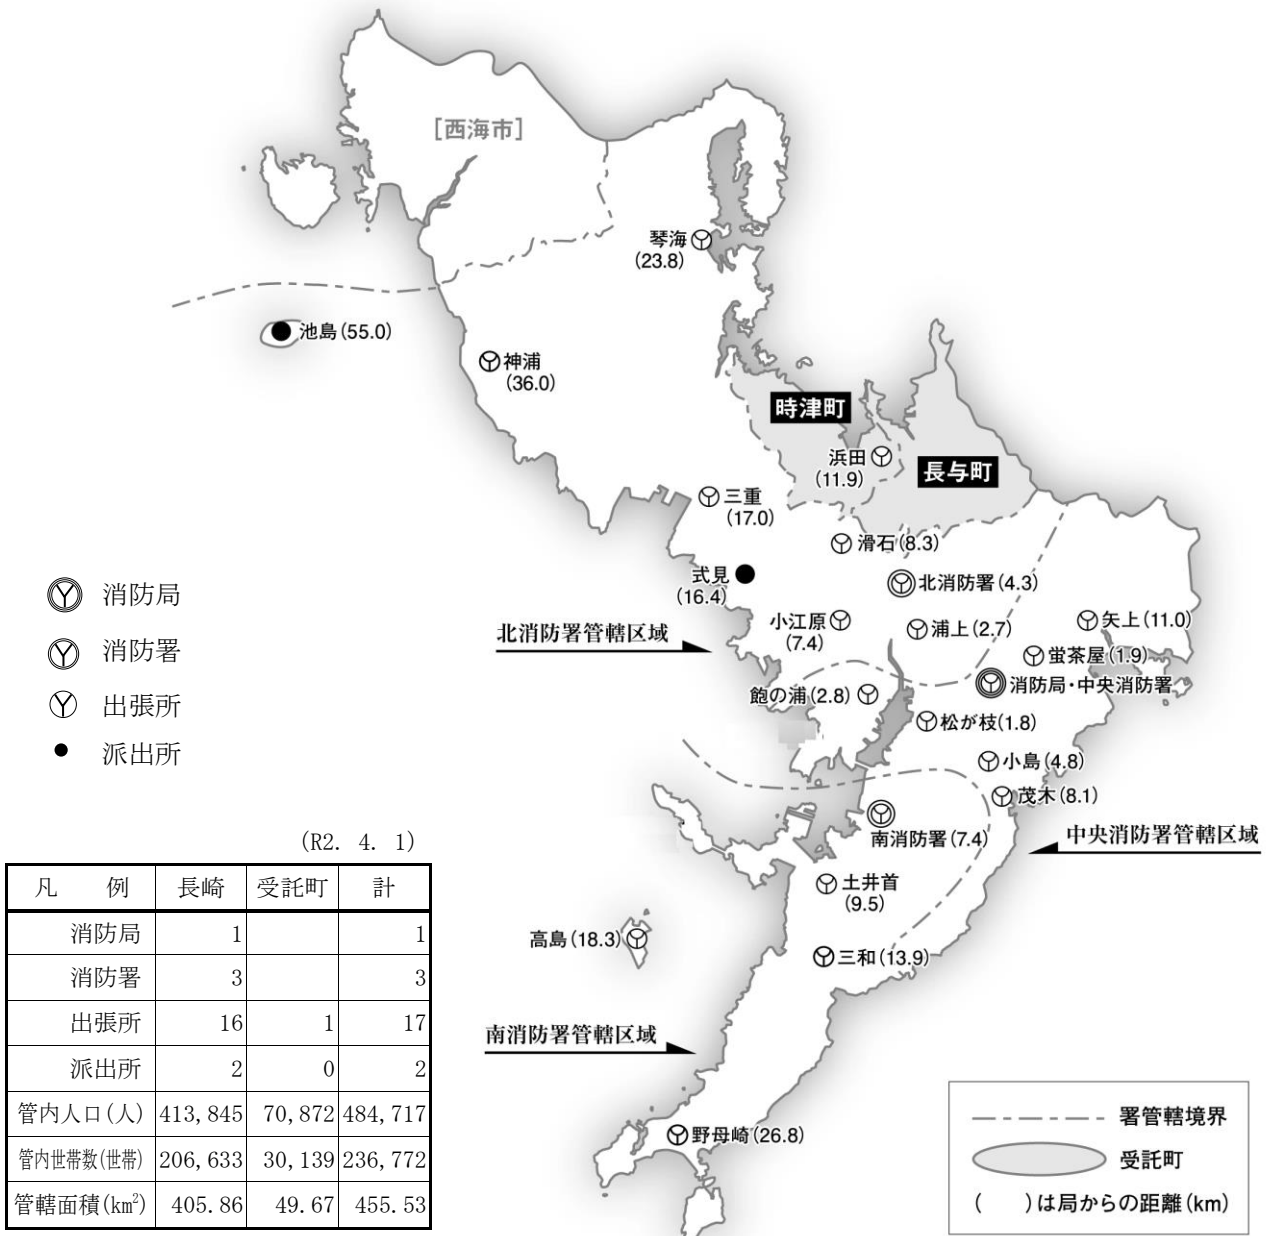 [西海市]
琴海
(23.8)
池島(55.0)
神浦
(36.0)
時津町
浜田
(11.9)
長与町
三重
(17.0)
滑石(8.3)
式見
(16.4)
北消防署(4.3)
小江原
(7.4)
浦上(2.7)
矢上(11.0)
北消防署管轄区域
蛍茶屋(1.9)
消防局・中央消防署
飽の浦(2.8)
松が枝(1.8)
小島(4.8)
茂木(8.1)
南消防署(7.4)
中央消防署管轄区域
土井首
(9.5)
高島(18.3)
三和(13.9)
南消防署管轄区域
野母崎(26.8)
消防局
消防署
出張所
派出所
(R2. 4. 1)
凡 例 長崎 受託町 計
消防局 1 1
消防署 3 3
出張所 16 1 17
派出所 2 0 2
管内人口(人) 413,845 70,872 484,717
管内世帯数(世帯) 206,633 30,139 236,772
管轄面積(km²) 405.86 49.67 455.53
署管轄境界
受託町
( )は局からの距離(km)